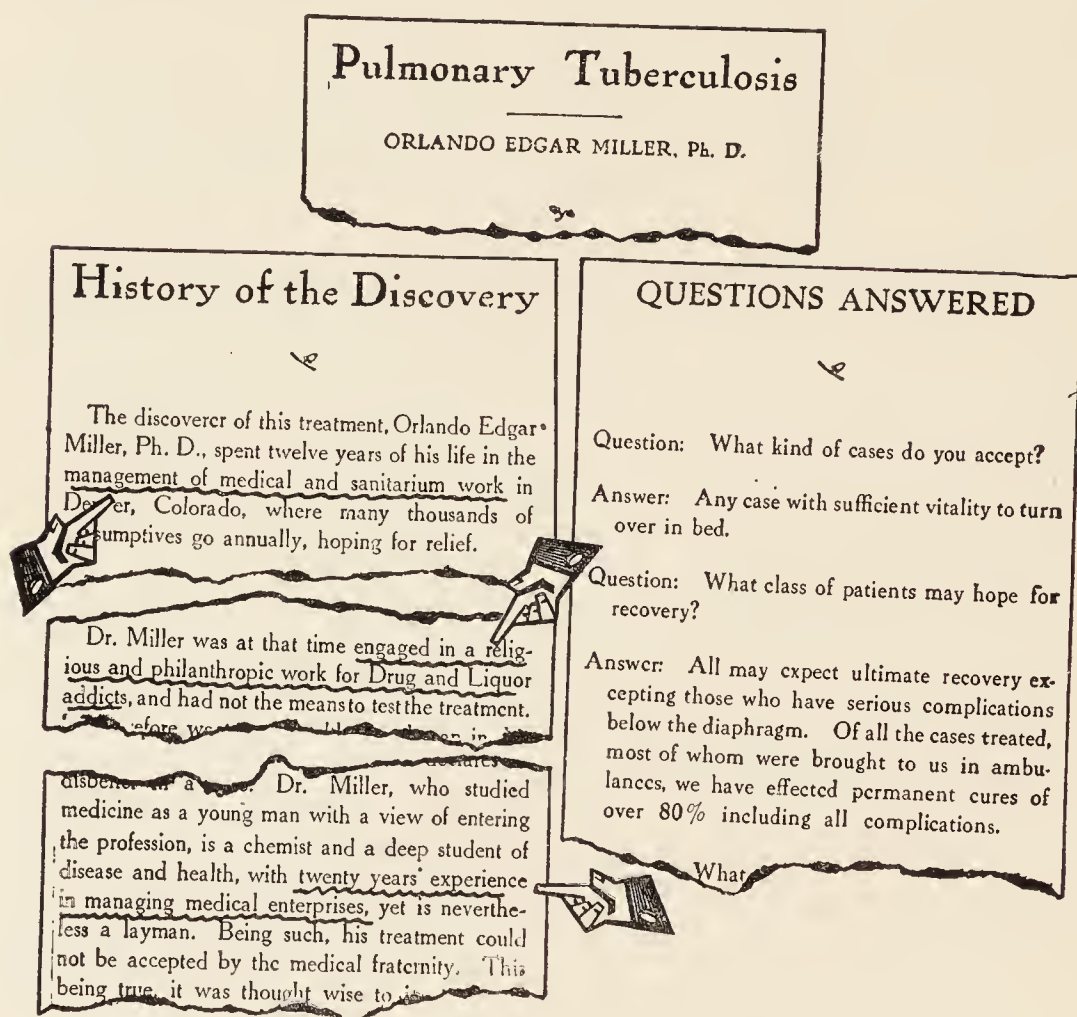 Pulmonary Tuberculosis
ORLANDO EDGAR MILLER, Ph. D.
History of the Discovery
The discoverer of this treatment, Orlando Edgar
Miller, Ph. D., spent twelve years of his life in the
management of medical and sanitarium work in
Denver, Colorado, where many thousands of
sumptives go annually, hoping for relief.
Dr. Miller was at that time engaged in a relig-
ious and philanthropic work for Drug and Liquor
addicts, and had not the means to test the treatment.
Dr. Miller, who studied
medicine as a young man with a view of entering
the profession, is a chemist and a deep student of
disease and health, with twenty years' experience
in managing medical enterprises, yet is neverthe-
less a layman. Being such, his treatment could
not be accepted by the medical fraternity. This
being true, it was thought wise to
QUESTIONS ANSWERED
Question: What kind of cases do you accept?
Answer: Any case with sufficient vitality to turn
over in bed.
Question: What class of patients may hope for
recovery?
Answer: All may expect ultimate recovery ex-
cepting those who have serious complications
below the diaphragm. Of all the cases treated,
most of whom were brought to us in ambu-
lances, we have effected permanent cures of
over 80% including all complications.
What